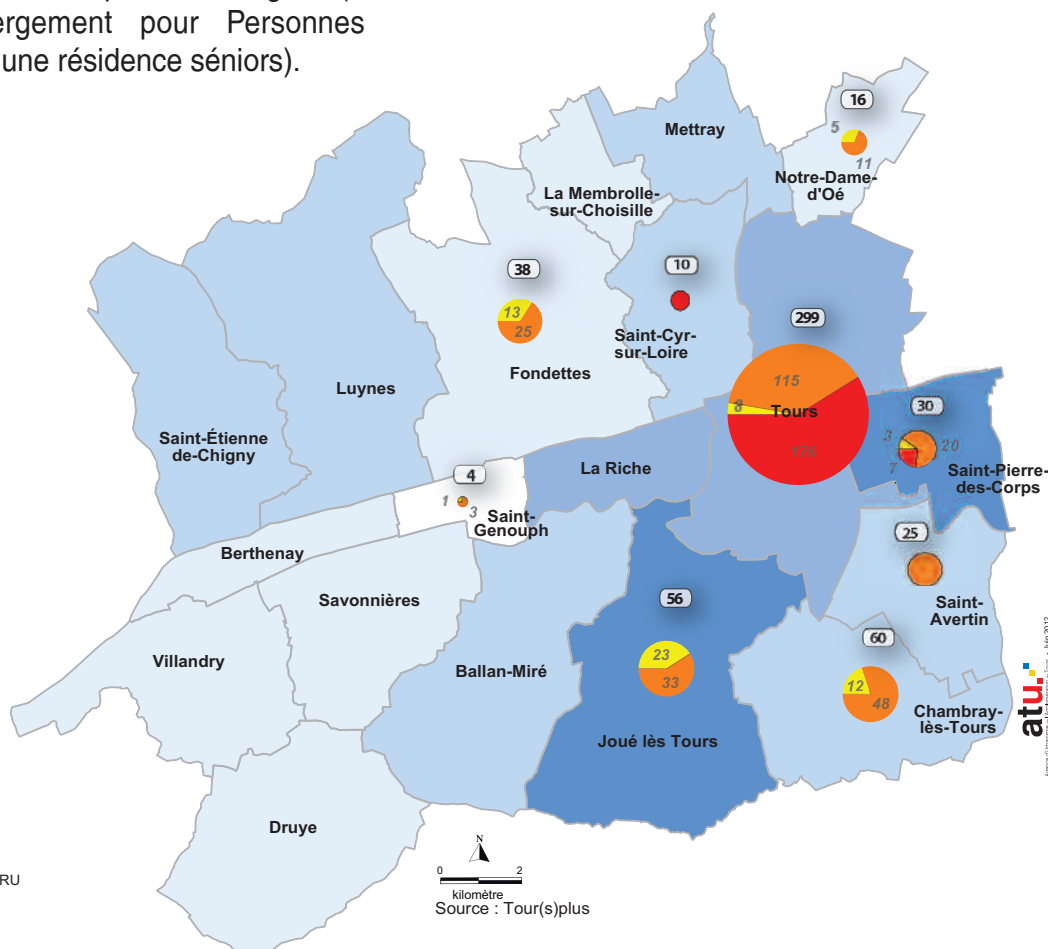 ergement pour Personnes
une résidence séniors).
Mettray
16
5
11
Notre-Dame-
d'Oé
La Membrolle-
sur-Choisille
38
13
25
Fondettes
10
Saint-Cyr-
sur-Loire
299
115
8
Tours
176
Luynes
Saint-Étienne
de-Chigny
30
3
20
7
Saint-Pierre-
des-Corps
La Riche
4
1
3
Saint-
Genouph
25
Saint-
Avertin
Berthenay
Savonnières
56
23
33
Joué lès Tours
60
12
48
Chambray-
lès-Tours
Villandry
Ballan-Miré
Druye
atu.
Juin 2012
RU
N
0 2
kilomètre
Source : Tour(s)plus